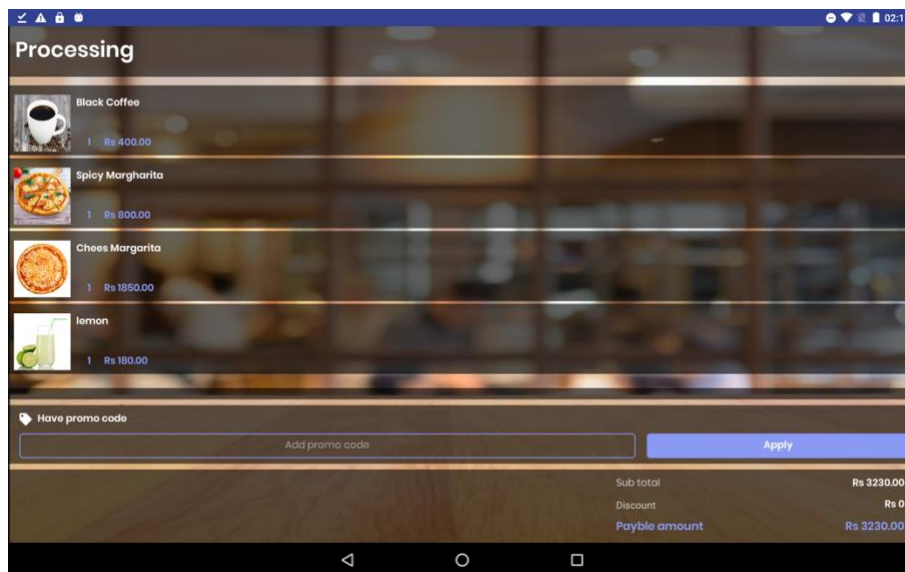 02:1
Processing
Black Coffee
1 Rs 400.00
Spicy Margharita
1 Rs 800.00
Chees Margarita
1 Rs 1850.00
lemon
1 Rs 180.00
Have promo code
Add promo code
Apply
Sub total Rs 3230.00
Discount Rs 0
Payble amount Rs 3230.00